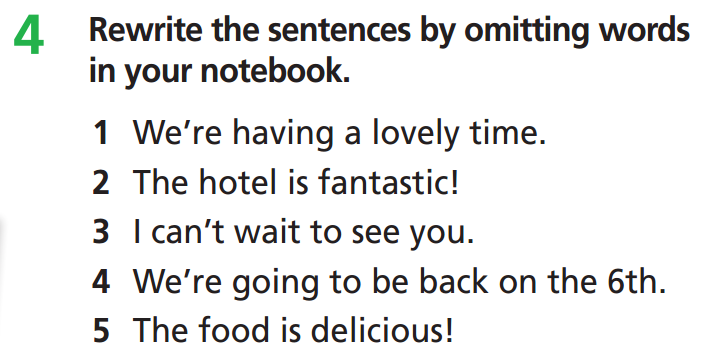 4 Rewrite the sentences by omitting words
in your notebook.
1 We’re having a lovely time.
2 The hotel is fantastic!
3 I can’t wait to see you.
4 We’re going to be back on the 6th.
5 The food is delicious!